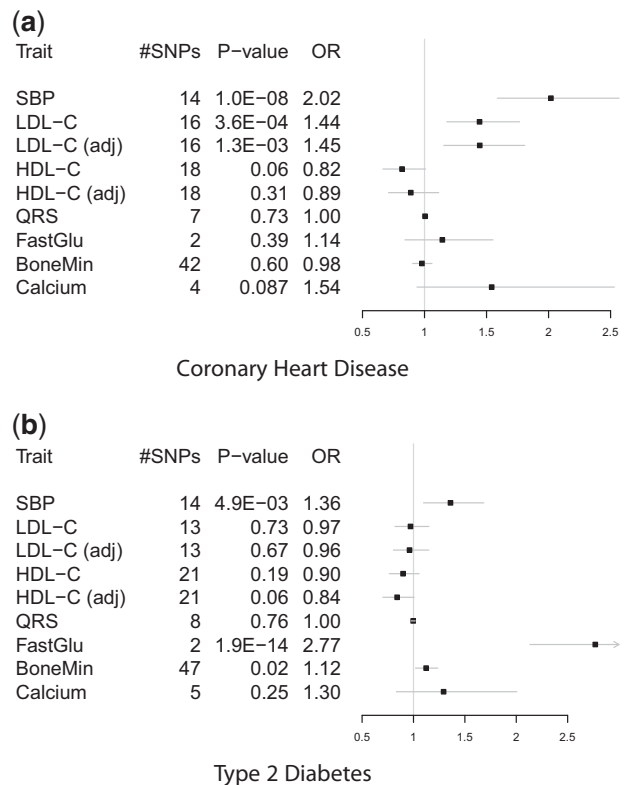 (a)
Trait #SNPs P−value OR
SBP 14 1.0E−08 2.02
LDL−C 16 3.6E−04 1.44
LDL−C (adj) 16 1.3E−03 1.45
HDL−C 18 0.06 0.82
HDL−C (adj) 18 0.31 0.89
QRS 7 0.73 1.00
FastGlu 2 0.39 1.14
BoneMin 42 0.60 0.98
Calcium 4 0.087 1.54
0.5 1 1.5 2 2.5
Coronary Heart Disease
(b)
Trait #SNPs P−value OR
SBP 14 4.9E−03 1.36
LDL−C 13 0.73 0.97
LDL−C (adj) 13 0.67 0.96
HDL−C 21 0.19 0.90
HDL−C (adj) 21 0.06 0.84
QRS 8 0.76 1.00
FastGlu 2 1.9E−14 2.77
BoneMin 47 0.02 1.12
Calcium 5 0.25 1.30
0.5 1 1.5 2 2.5
Type 2 Diabetes